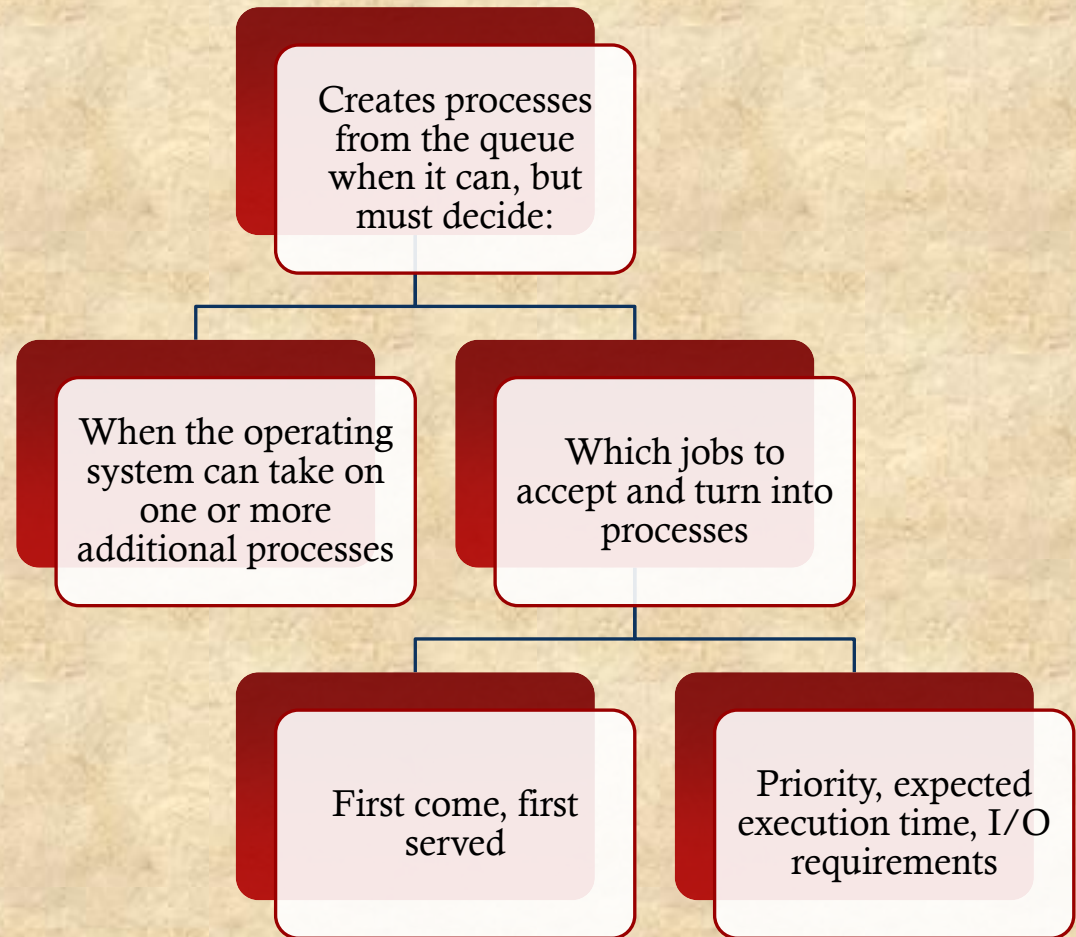 Creates processes
from the queue
when it can, but
must decide:
When the operating
system can take on
one or more
additional processes
Which jobs to
accept and turn into
processes
First come, first
served
Priority, expected
execution time, I/O
requirements